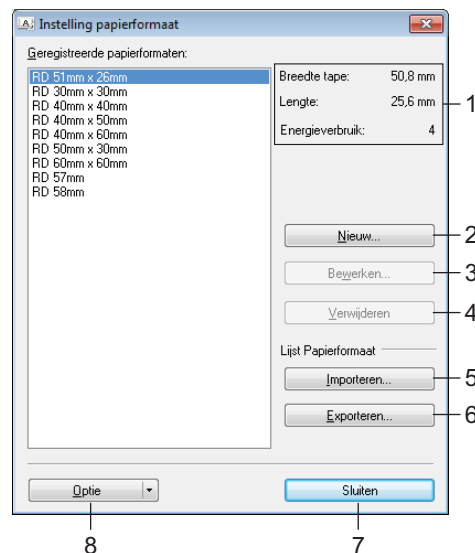 Instelling papierformaat
Geregistreerde papierformaten:
RD 51mm x 26mm
RD 30mm x 30mm
RD 40mm x 40mm
RD 40mm x 50mm
RD 40mm x 60mm
RD 50mm x 30mm
RD 60mm x 60mm
RD 57mm
RD 58mm
Breedte tape: 50,8 mm
Lengte: 25,6 mm
Energieverbruik: 4
1
Nieuw... 2
Bewerken... 3
Verwijderen 4
Lijst Papierformaat
Importeren... 5
Exporteren... 6
Optie
Sluiten
8
7